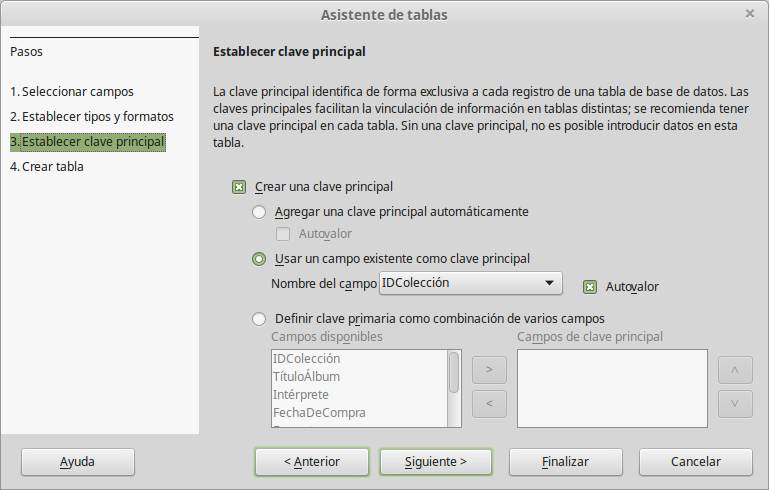 Asistente de tablas
Pasos
1. Seleccionar campos
2. Establecer tipos y formatos
3. Establecer clave principal
4. Crear tabla
Establecer clave principal
La clave principal identifica de forma exclusiva a cada registro de una tabla de base de datos. Las
claves principales facilitan la vinculación de información en tablas distintas; se recomienda tener
una clave principal en cada tabla. Sin una clave principal, no es posible introducir datos en esta
tabla.
Crear una clave principal
Agregar una clave principal automáticamente
Autovalor
Usar un campo existente como clave principal
Nombre del campo IDColección Autovalor
Definir clave primaria como combinación de varios campos
Campos disponibles
IDColección
TítuloÁlbum
Intérprete
FechaDeCompra
>
<
Campos de clave principal
Ayuda
< Anterior
Siguiente >
Finalizar
Cancelar